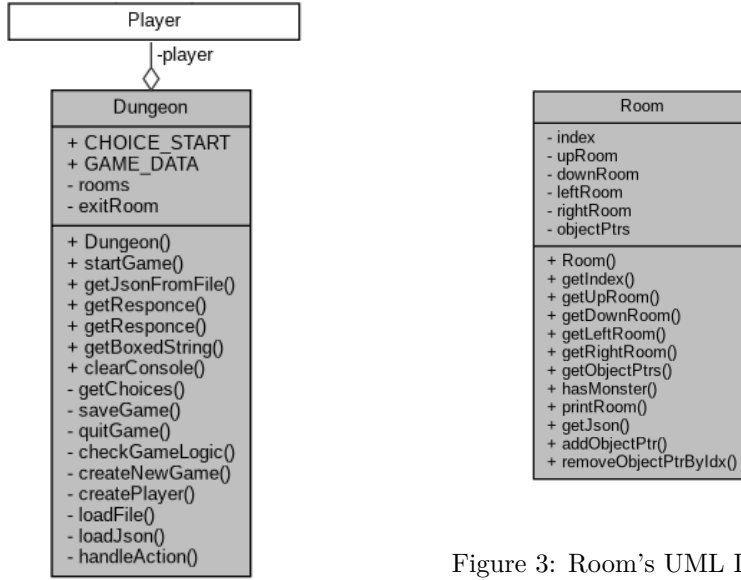 Player
-player
Dungeon
+ CHOICE_START
+ GAME_DATA
- rooms
- exitRoom
+ Dungeon()
+ startGame()
+ getJsonFromFile()
+ getResponce()
+ getResponce()
+ getBoxedString()
+ clearConsole()
- getChoices()
- saveGame()
- quitGame()
- checkGameLogic()
- createNewGame()
- createPlayer()
- loadFile()
- loadJson()
- handleAction()
Room
- index
- upRoom
- downRoom
- leftRoom
- rightRoom
- objectPtrs
+ Room()
+ getIndex()
+ getUpRoom()
+ getDownRoom()
+ getLeftRoom()
+ getRightRoom()
+ getObjectPtrs()
+ hasMonster()
+ printRoom()
+ getJson()
+ addObjectPtr()
+ removeObjectPtrByIdx()
Figure 3: Room's UML